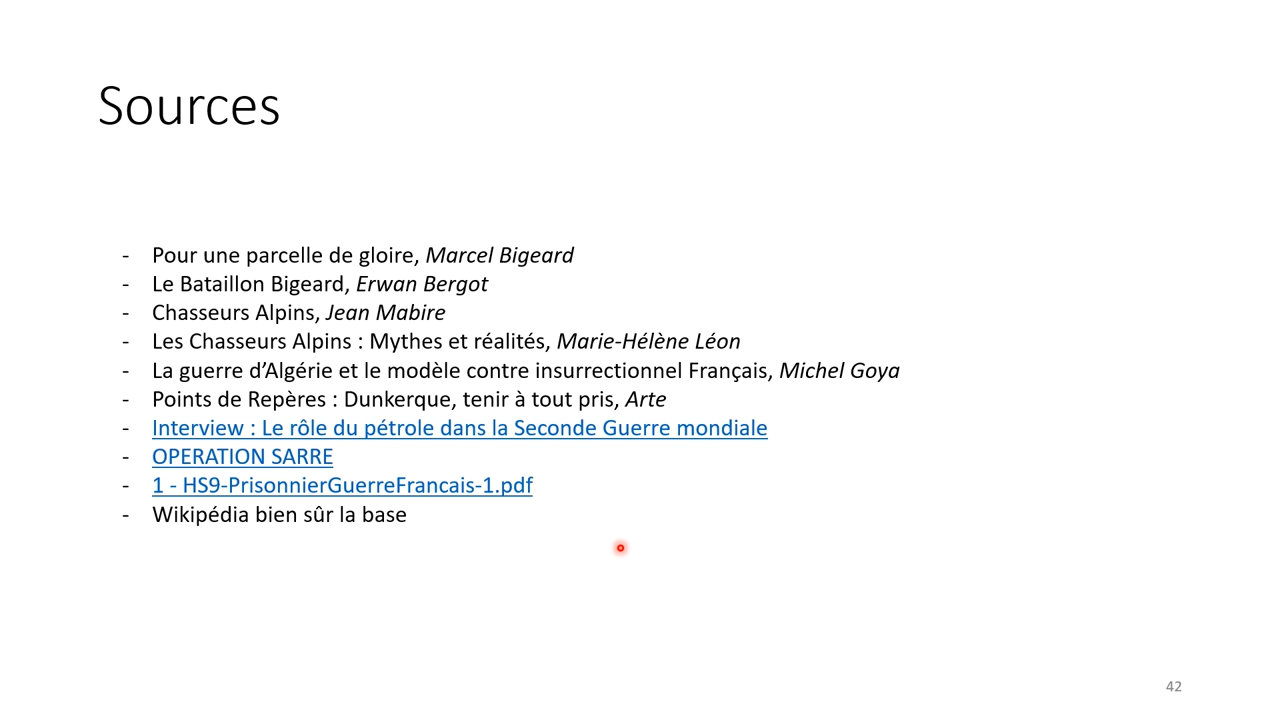 Sources
- Pour une parcelle de gloire, Marcel Bigeard
- Le Bataillon Bigeard, Erwan Bergot
- Chasseurs Alpins, Jean Mabire
- Les Chasseurs Alpins : Mythes et réalités, Marie-Hélène Léon
- La guerre d’Algérie et le modèle contre insurrectionnel Français, Michel Goya
- Points de Repères : Dunkerque, tenir à tout pris, Arte
- Interview : Le rôle du pétrole dans la Seconde Guerre mondiale
- OPERATION SARRE
- 1 - HS9-PrisonnierGuerreFrancais-1.pdf
- Wikipédia bien sûr la base
42